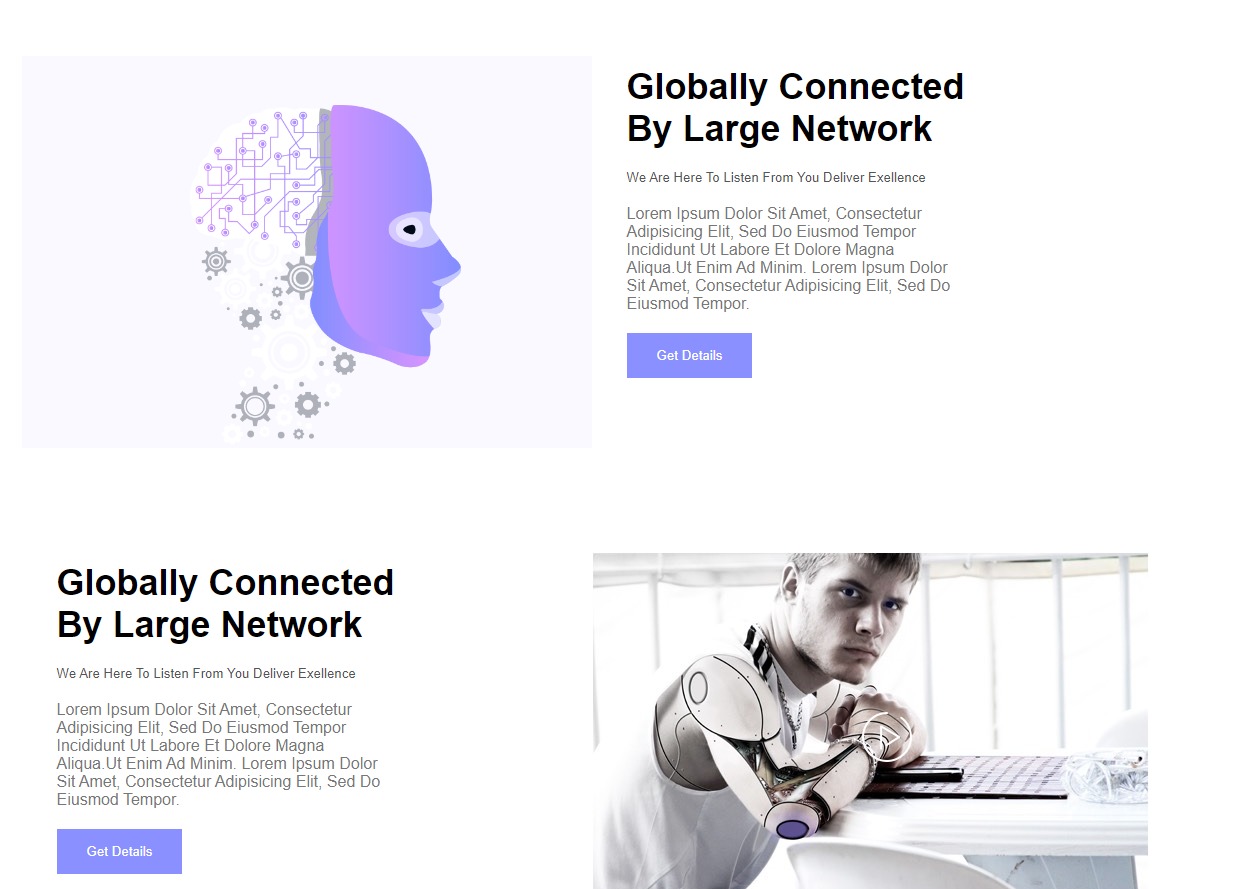 Globally Connected
By Large Network
We Are Here To Listen From You Deliver Exellence
Lorem Ipsum Dolor Sit Amet, Consectetur
Adipisicing Elit, Sed Do Eiusmod Tempor
Incididunt Ut Labore Et Dolore Magna
Aliqua.Ut Enim Ad Minim. Lorem Ipsum Dolor
Sit Amet, Consectetur Adipisicing Elit, Sed Do
Eiusmod Tempor.
Get Details
Globally Connected
By Large Network
We Are Here To Listen From You Deliver Exellence
Lorem Ipsum Dolor Sit Amet, Consectetur
Adipisicing Elit, Sed Do Eiusmod Tempor
Incididunt Ut Labore Et Dolore Magna
Aliqua.Ut Enim Ad Minim. Lorem Ipsum Dolor
Sit Amet, Consectetur Adipisicing Elit, Sed Do
Eiusmod Tempor.
Get Details